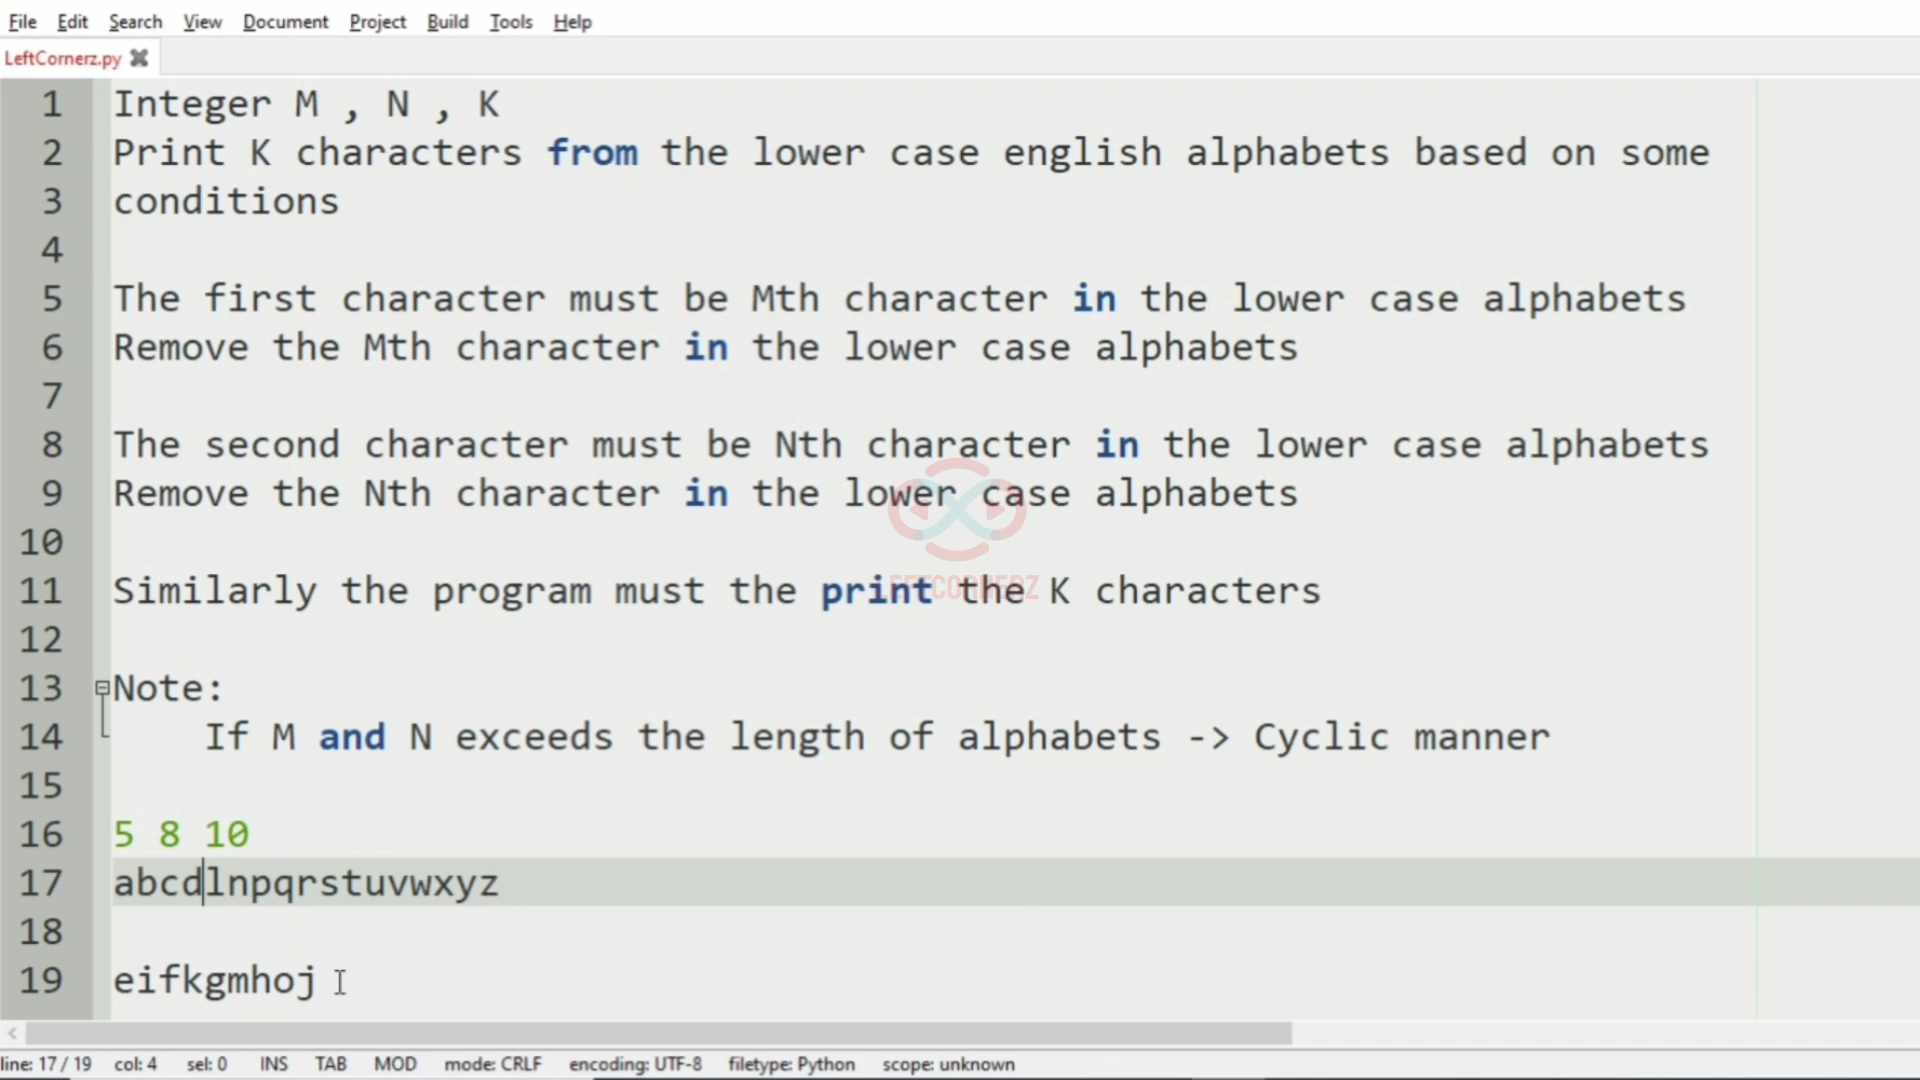 File Edit Search View Document Project Build Tools Help
LeftCornerz.py
1 Integer M , N , K
2 Print K characters from the lower case english alphabets based on some
3 conditions
4
5 The first character must be Mth character in the lower case alphabets
6 Remove the Mth character in the lower case alphabets
7
8 The second character must be Nth character in the lower case alphabets
9 Remove the Nth character in the lower case alphabets
10
11 Similarly the program must the print the K characters
12
13 Note:
14 If M and N exceeds the length of alphabets -> Cyclic manner
15
16 5 8 10
17 abcdlnpqrstuvwxyz
18
19 eifkgmhoj
LEFTCORNERZ
line: 17 / 19 col: 4 sel: 0 INS TAB MOD mode: CRLF encoding: UTF-8 filetype: Python scope: unknown